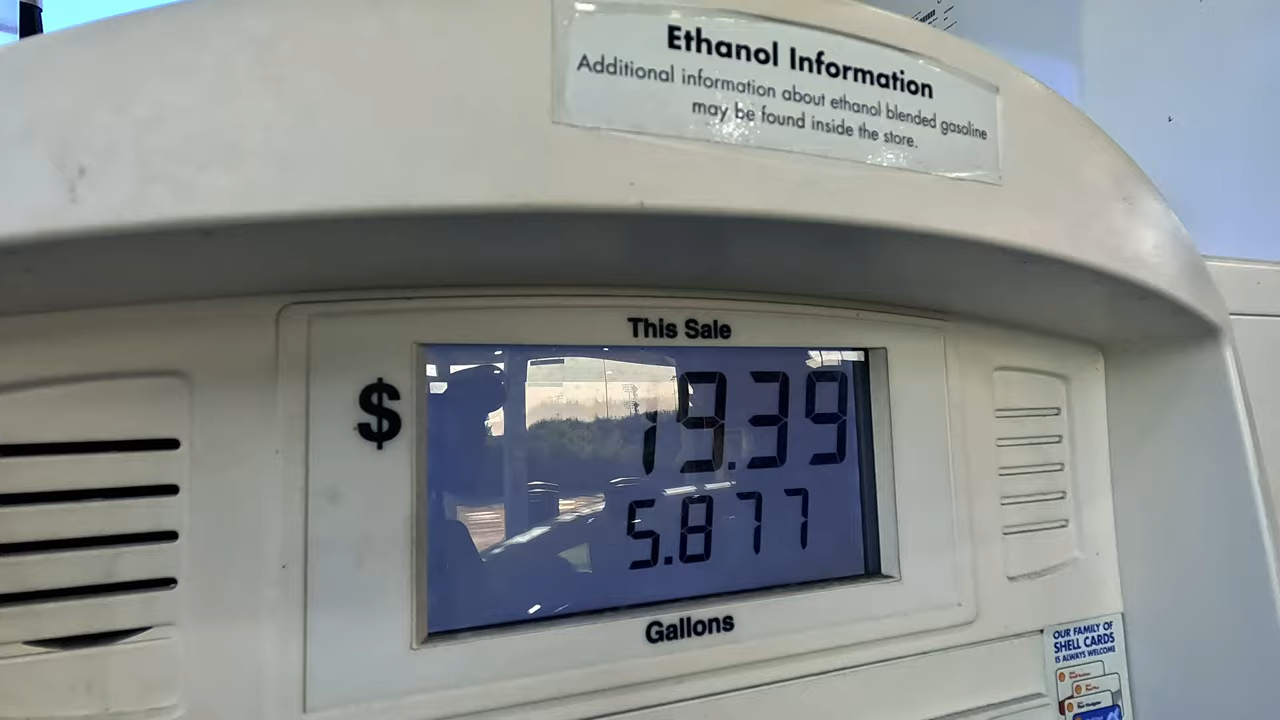 Ethanol Information
Additional information about ethanol blended gasoline
may be found inside the store.
This Sale
$ 19.39
5.877
Gallons
OUR FAMILY OF
SHELL CARDS
IS ALWAYS WELCOME